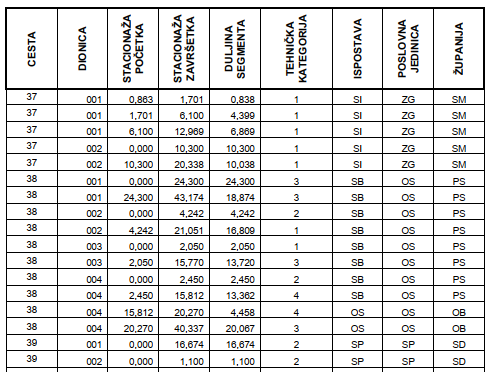 CESTA DIONICA STACIONAŽA POČETKA STACIONAŽA ZAVRŠETKA DULJINA SEGMENTA TEHNIČKA KATEGORIJA ISPOSTAVA POSLOVNA JEDINICA ŽUPANIJA
37 001 0,863 1,701 0,838 1 SI ZG SM
37 001 1,701 6,100 4,399 1 SI ZG SM
37 001 6,100 12,969 6,869 1 SI ZG SM
37 002 0,000 10,300 10,300 1 SI ZG SM
37 002 10,300 20,338 10,038 1 SI ZG SM
38 001 0,000 24,300 24,300 3 SB OS PS
38 001 24,300 43,174 18,874 3 SB OS PS
38 002 0,000 4,242 4,242 2 SB OS PS
38 002 4,242 21,051 16,809 1 SB OS PS
38 003 0,000 2,050 2,050 1 SB OS PS
38 003 2,050 15,770 13,720 3 SB OS PS
38 004 0,000 2,450 2,450 2 SB OS PS
38 004 2,450 15,812 13,362 4 SB OS PS
38 004 15,812 20,270 4,458 4 OS OS OB
38 004 20,270 40,337 20,067 3 OS OS OB
39 001 0,000 16,674 16,674 2 SP SP SD
39 002 0,000 1,100 1,100 2 SP SP SD